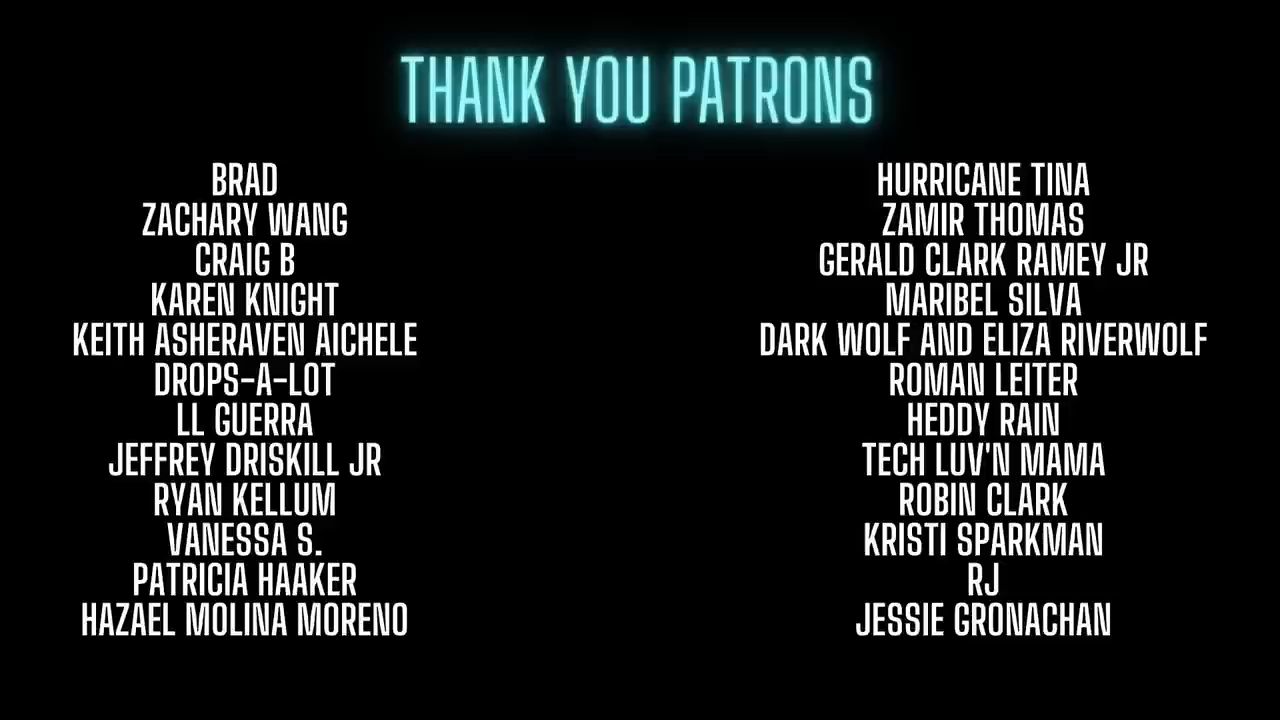 THANK YOU PATRONS
BRAD
ZACHARY WANG
CRAIG B
KAREN KNIGHT
KEITH ASHERAVEN AICHELE
DROPS-A-LOT
LL GUERRA
JEFFREY DRISKILL JR
RYAN KELLUM
VANESSA S.
PATRICIA HAAKER
HAZAEL MOLINA MORENO
HURRICANE TINA
ZAMIR THOMAS
GERALD CLARK RAMEY JR
MARIBEL SILVA
DARK WOLF AND ELIZA RIVERWOLF
ROMAN LEITER
HEDDY RAIN
TECH LUV'N MAMA
ROBIN CLARK
KRISTI SPARKMAN
RJ
JESSIE GRONACHAN